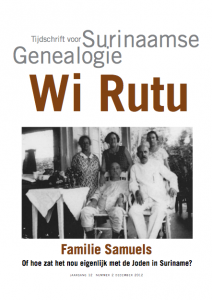 Tijdschrift voor Surinaamse
Genealogie
Wi Rutu
Familie Samuels
Of hoe zat het nou eigenlijk met de Joden in Suriname?